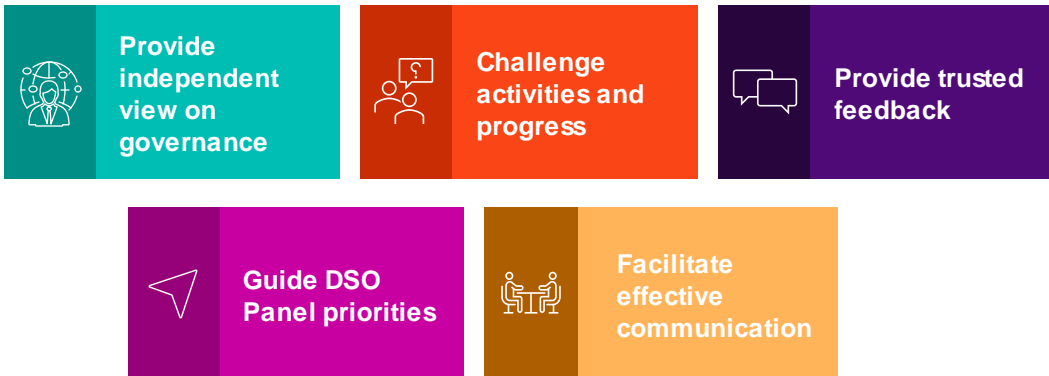 Provide
independent
view on
governance
Challenge
activities and
progress
?
Provide trusted
feedback
Guide DSO
Panel priorities
Facilitate
effective
communication